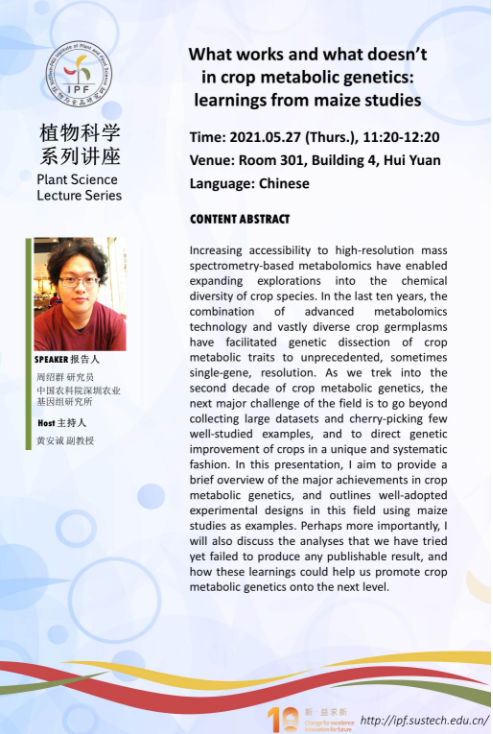 What works and what doesn't
in crop metabolic genetics:
learnings from maize studies
IPF
植物科学
系列讲座
Plant Science
Lecture Series
Time: 2021.05.27 (Thurs.), 11:20-12:20
Venue: Room 301, Building 4, Hui Yuan
Language: Chinese
CONTENT ABSTRACT
Increasing accessibility to high-resolution mass
spectrometry-based metabolomics have enabled
expanding explorations into the chemical
diversity of crop species. In the last ten years, the
combination of advanced metabolomics
technology and vastly diverse crop germplasms
have facilitated genetic dissection of crop
metabolic traits to unprecedented, sometimes
single-gene, resolution. As we trek into the
second decade of crop metabolic genetics, the
next major challenge of the field is to go beyond
collecting large datasets and cherry-picking few
well-studied examples, and to direct genetic
improvement of crops in a unique and systematic
fashion. In this presentation, I aim to provide a
brief overview of the major achievements in crop
metabolic genetics, and outlines well-adopted
experimental designs in this field using maize
studies as examples. Perhaps more importantly, I
will also discuss the analyses that we have tried
yet failed to produce any publishable result, and
how these learnings could help us promote crop
metabolic genetics onto the next level.
SPEAKER 报告人
周绍群 研究员
中国农科院深圳农业
基因组研究所
Host 主持人
黄安诚 副教授
Change for excellence
Innovation for future
http://ipf.sustech.edu.cn/